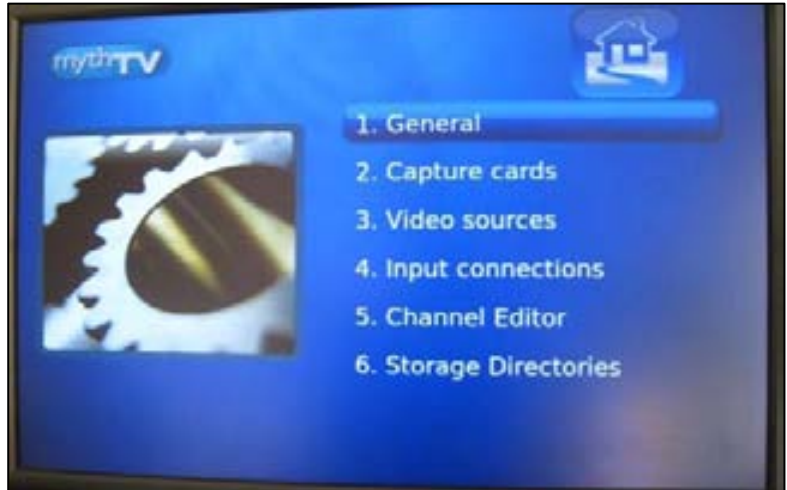 mythTV
1. General
2. Capture cards
3. Video sources
4. Input connections
5. Channel Editor
6. Storage Directories